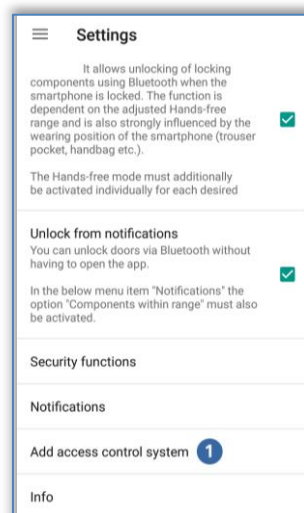 Settings
It allows unlocking of locking
components using Bluetooth when the
smartphone is locked. The function is
dependent on the adjusted Hands-free
range and is also strongly influenced by the
wearing position of the smartphone (trouser
pocket, handbag etc.).
The Hands-free mode must additionally
be activated individually for each desired
Unlock from notifications
You can unlock doors via Bluetooth without
having to open the app.
In the below menu item "Notifications" the
option "Components within range" must also
be activated.
Security functions
Notifications
Add access control system 1
Info